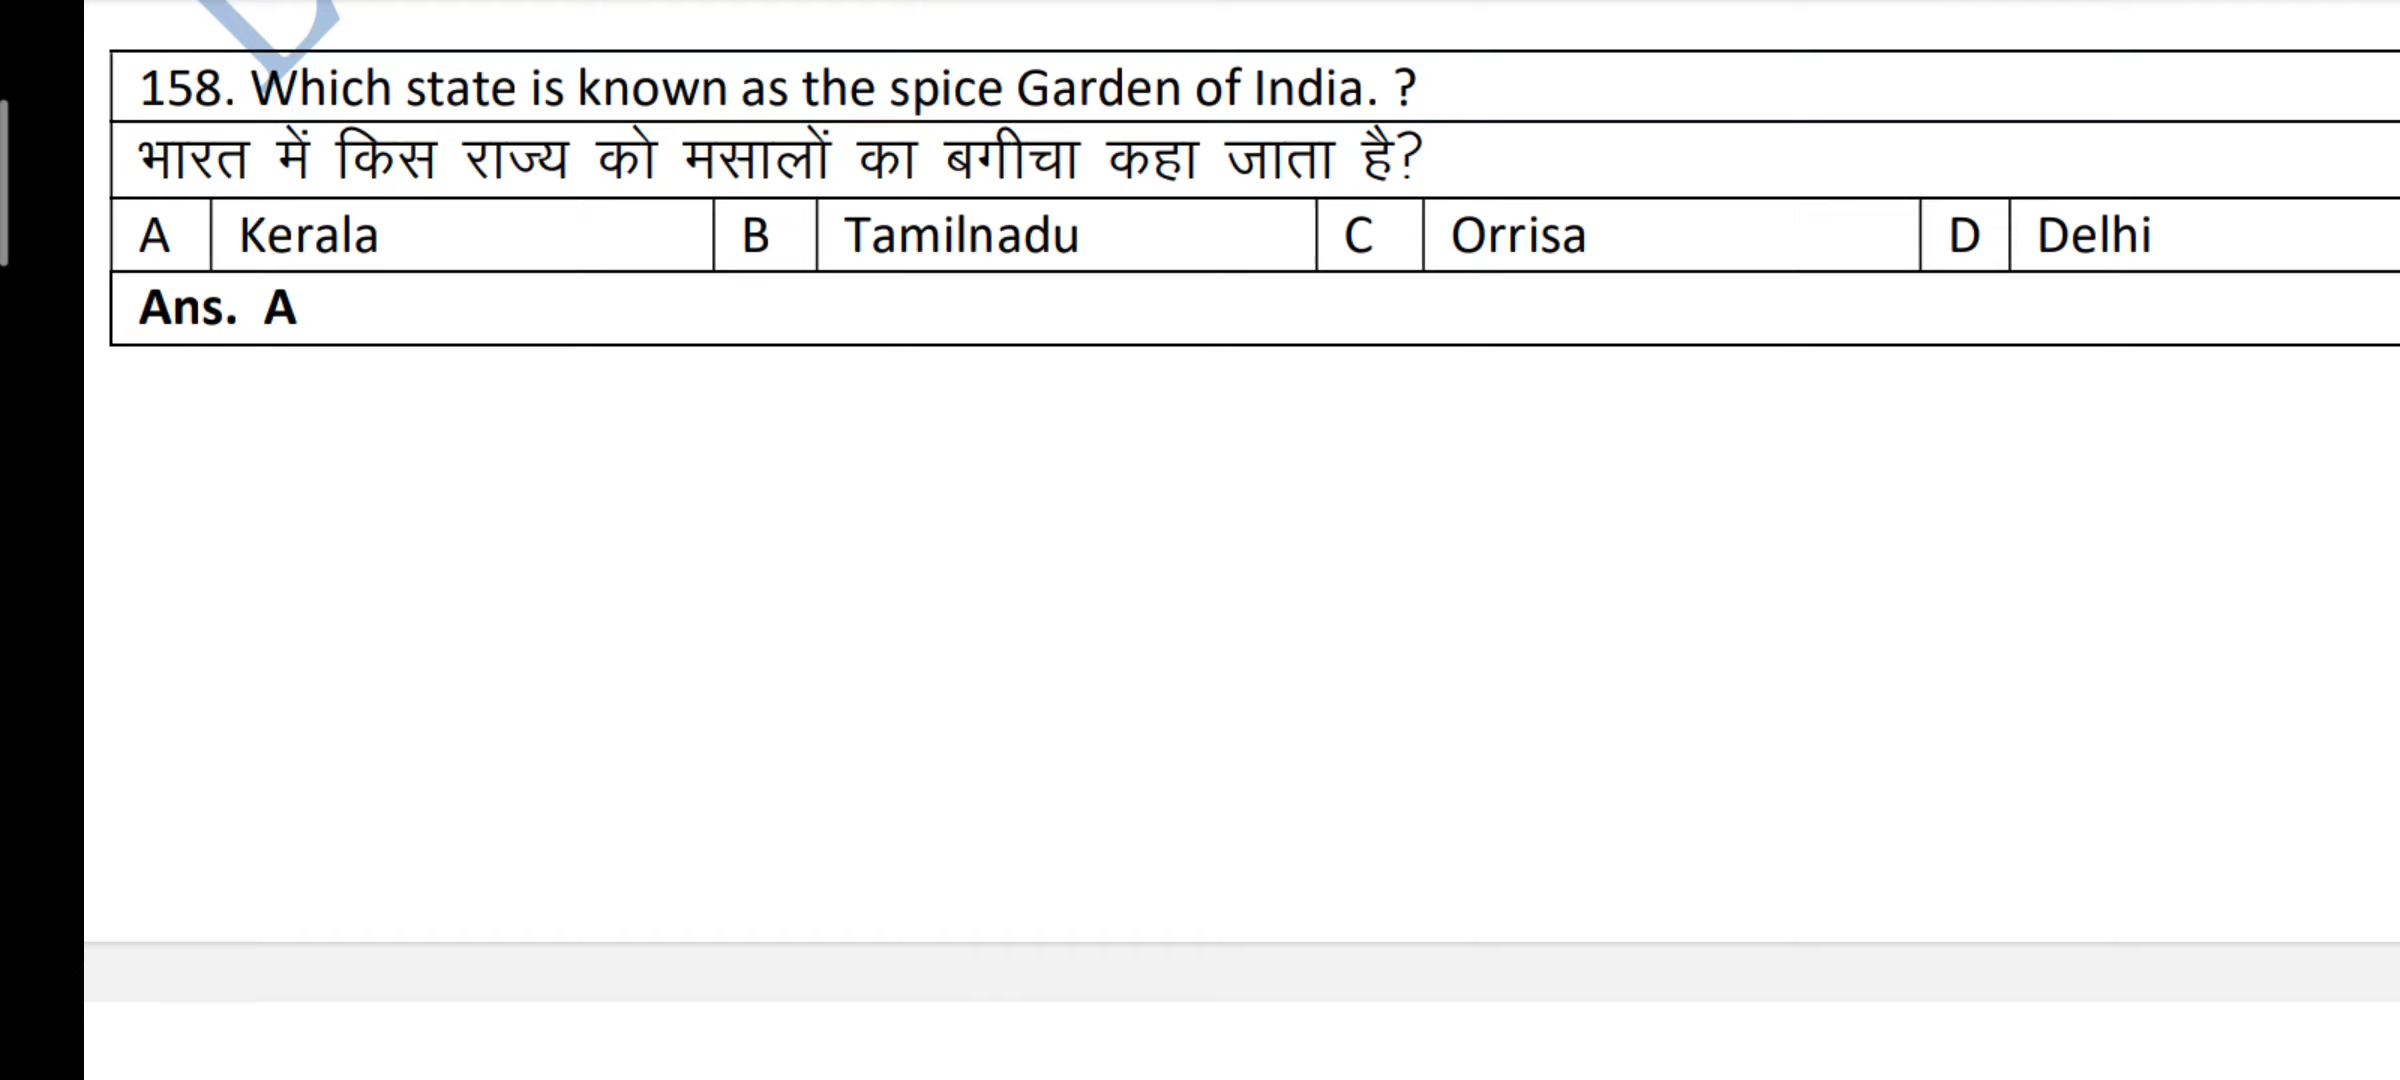 158. Which state is known as the spice Garden of India. ?
भारत में किस राज्य को मसालों का बगीचा कहा जाता है?
A Kerala B Tamilnadu C Orrisa D Delhi
Ans. A